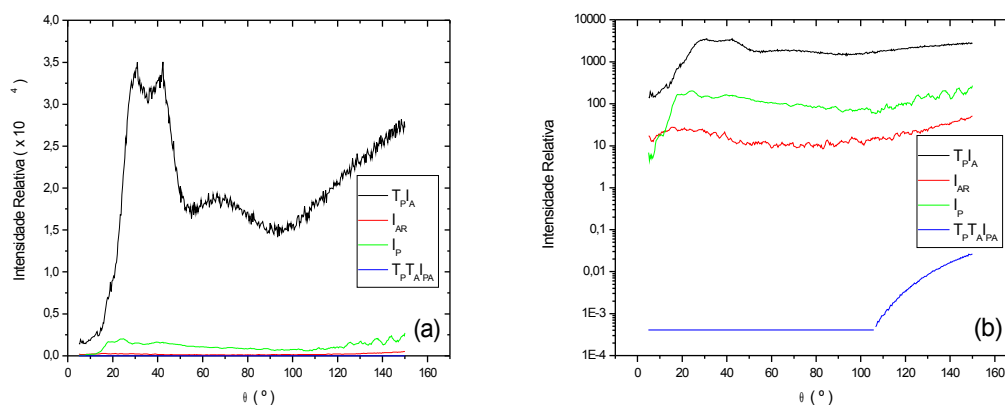 Intensidade Relativa ( x 10 4 )
4,0
3,5
3,0
2,5
2,0
1,5
1,0
0,5
0,0
0 20 40 60 80 100 120 140 160
θ ( º )
TPIA
IAR
IP
TPTAIPA
(a)
Intensidade Relativa
10000
1000
100
10
1
0,1
0,01
1E-3
1E-4
0 20 40 60 80 100 120 140 160
θ ( º )
TPIA
IAR
IP
TPTAIPA
(b)